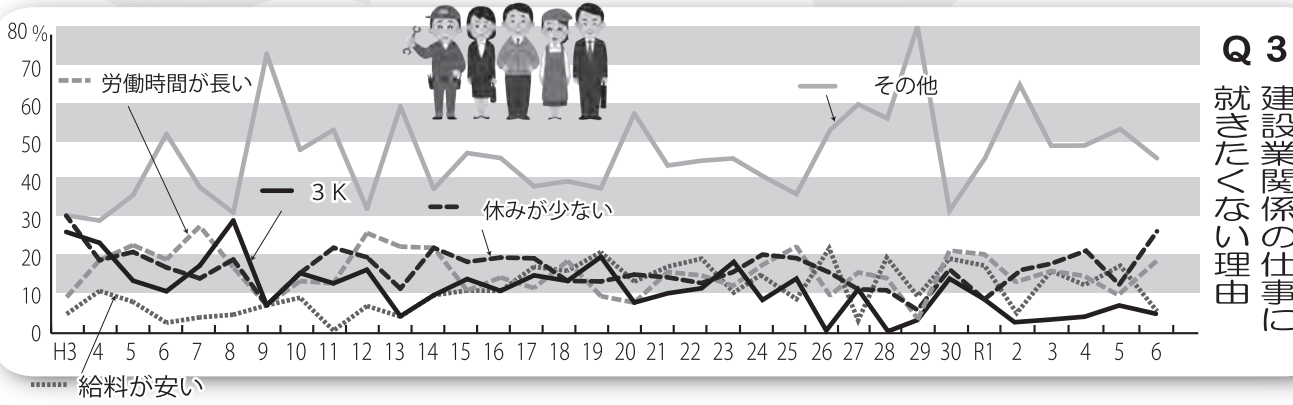 Q3
建設業関係の仕事に
就きたくない理由
80 %
70
60
50
40
30
20
10
0
労働時間が長い
その他
3 K
休みが少ない
給料が安い
H3 4 5 6 7 8 9 10 11 12 13 14 15 16 17 18 19 20 21 22 23 24 25 26 27 28 29 30 R1 2 3 4 5 6